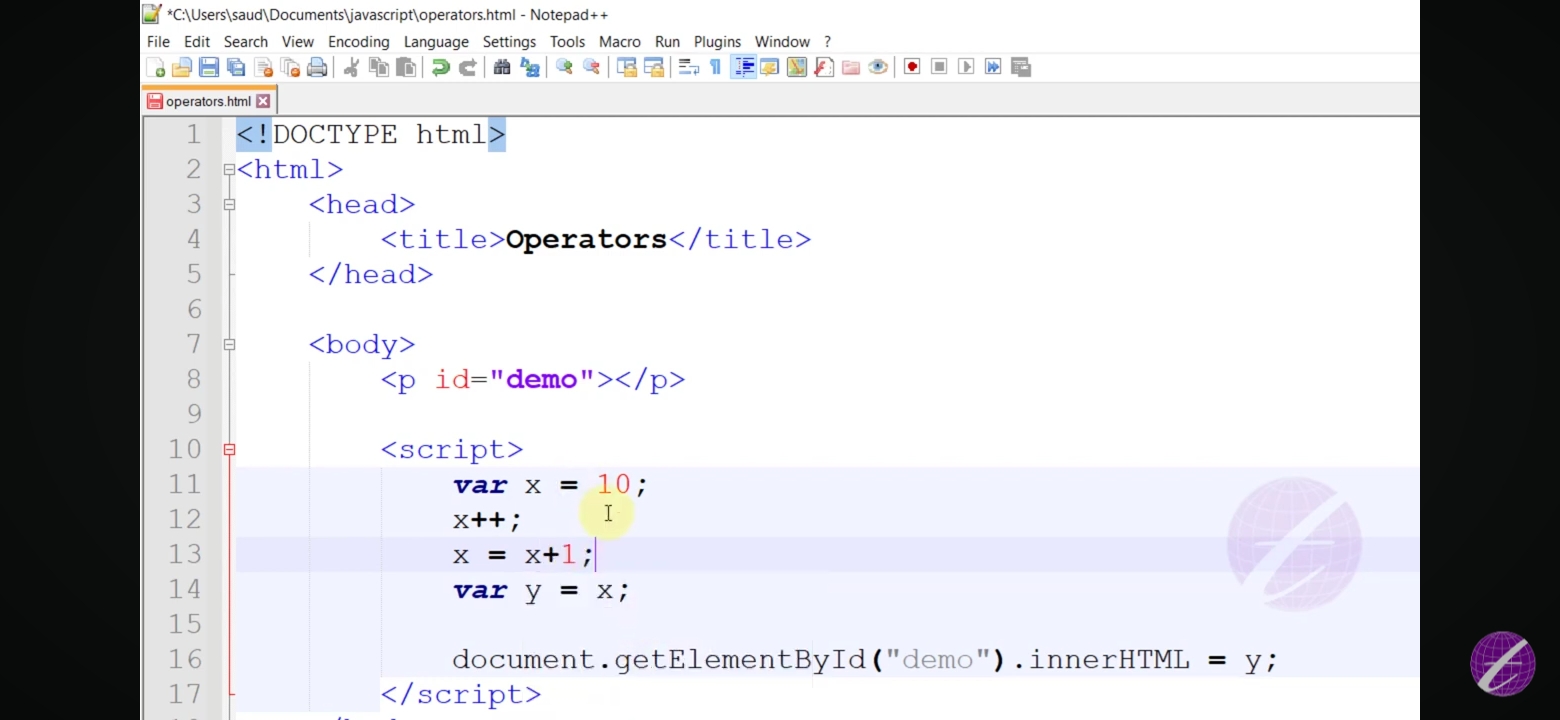 *C:\Users\saud\Documents\javascript\operators.html - Notepad++
File Edit Search View Encoding Language Settings Tools Macro Run Plugins Window ?
operators.html
1 <!DOCTYPE html>
2 <html>
3 <head>
4 <title>Operators</title>
5 </head>
6
7 <body>
8 <p id="demo"></p>
9
10 <script>
11 var x = 10;
12 x++;
13 x = x+1;
14 var y = x;
15
16 document.getElementById("demo").innerHTML = y;
17 </script>